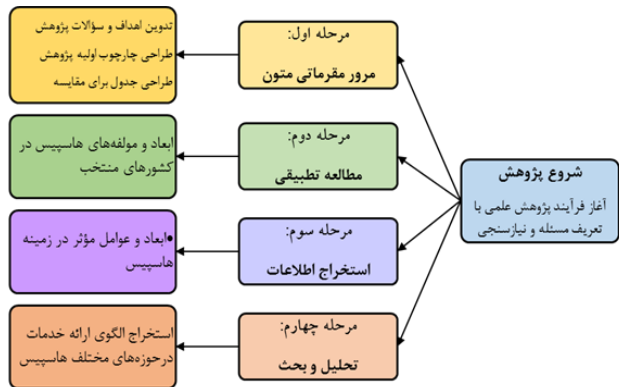 شروع پژوهش
آغاز فرآیند پژوهش علمی با
تعریف مسئله و نیازسنجی
مرحله اول:
مرور مقرماتی متون
تدوین اهداف و سؤالات پژوهش
طراحی چارچوب اولیه پژوهش
طراحی جدول برای مقایسه
مرحله دوم:
مطالعه تطبیقی
ابعاد و مولفه‌های هاسپیس در
کشورهای منتخب
مرحله سوم:
استخراج اطلاعات
•ابعاد و عوامل مؤثر در زمینه
هاسپیس
مرحله چهارم:
تحلیل و بحث
استخراج الگوی ارائه خدمات
درحوزه‌های مختلف هاسپیس